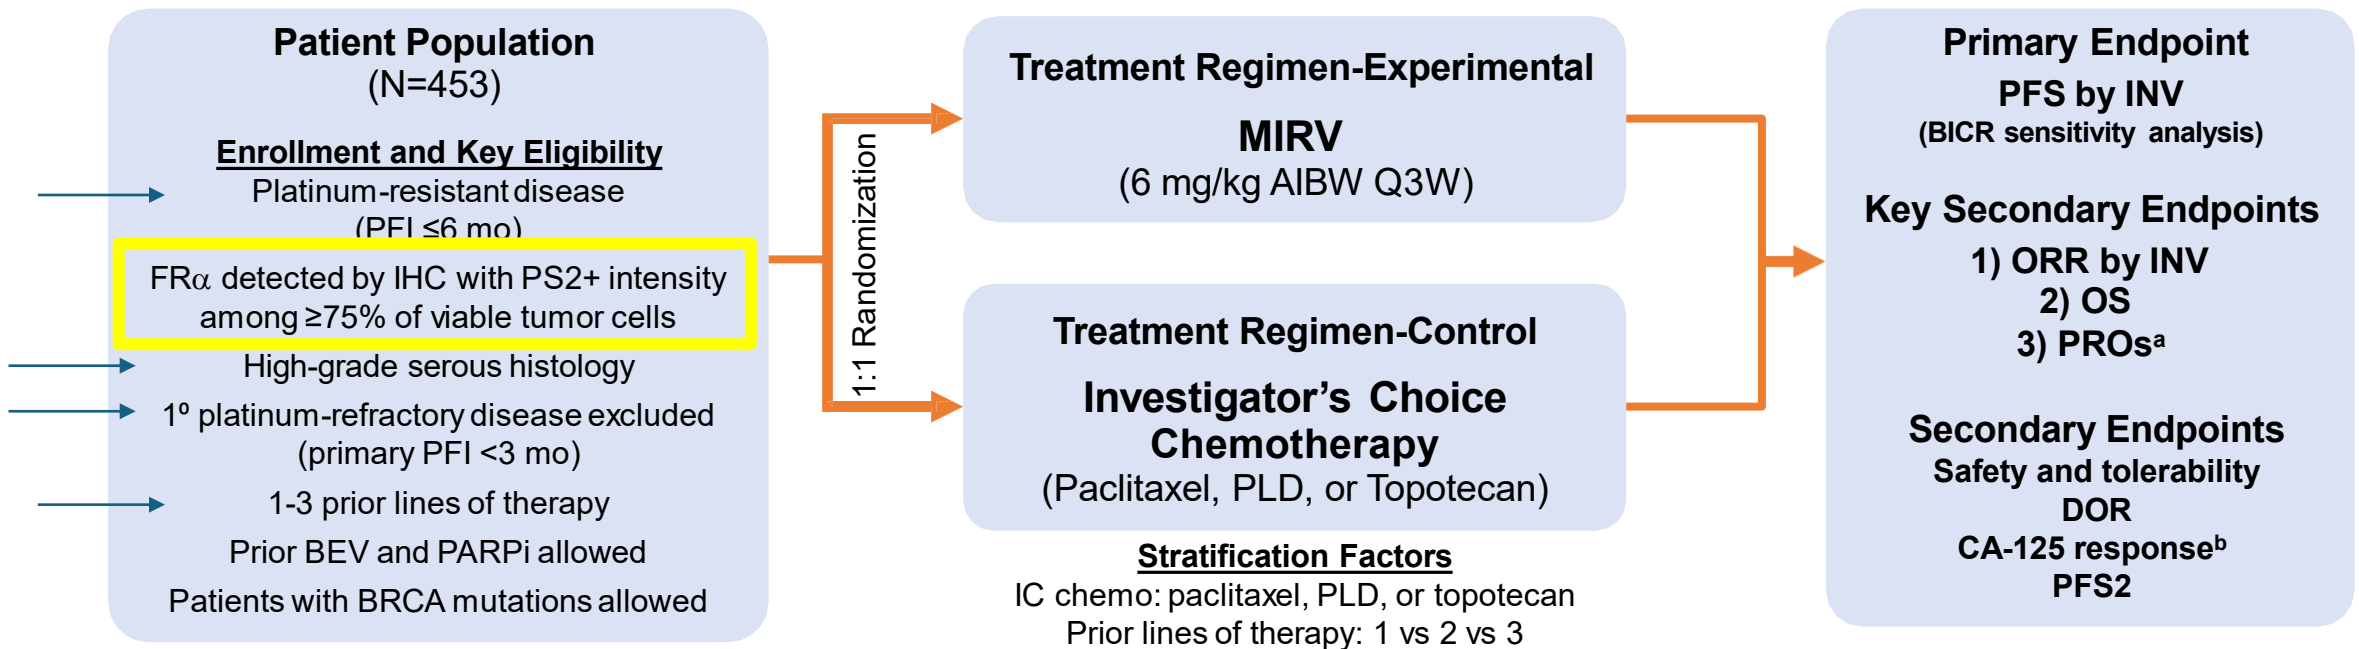 Patient Population
(N=453)
Enrollment and Key Eligibility
Platinum-resistant disease
(PFI ≤6 mo)
FRα detected by IHC with PS2+ intensity
among ≥75% of viable tumor cells
High-grade serous histology
1º platinum-refractory disease excluded
(primary PFI <3 mo)
1-3 prior lines of therapy
Prior BEV and PARPi allowed
Patients with BRCA mutations allowed
1:1 Randomization
Treatment Regimen-Experimental
MIRV
(6 mg/kg AIBW Q3W)
Treatment Regimen-Control
Investigator’s Choice
Chemotherapy
(Paclitaxel, PLD, or Topotecan)
Stratification Factors
IC chemo: paclitaxel, PLD, or topotecan
Prior lines of therapy: 1 vs 2 vs 3
Primary Endpoint
PFS by INV
(BICR sensitivity analysis)
Key Secondary Endpoints
1) ORR by INV
2) OS
3) PROsᵃ
Secondary Endpoints
Safety and tolerability
DOR
CA-125 responseᵇ
PFS2